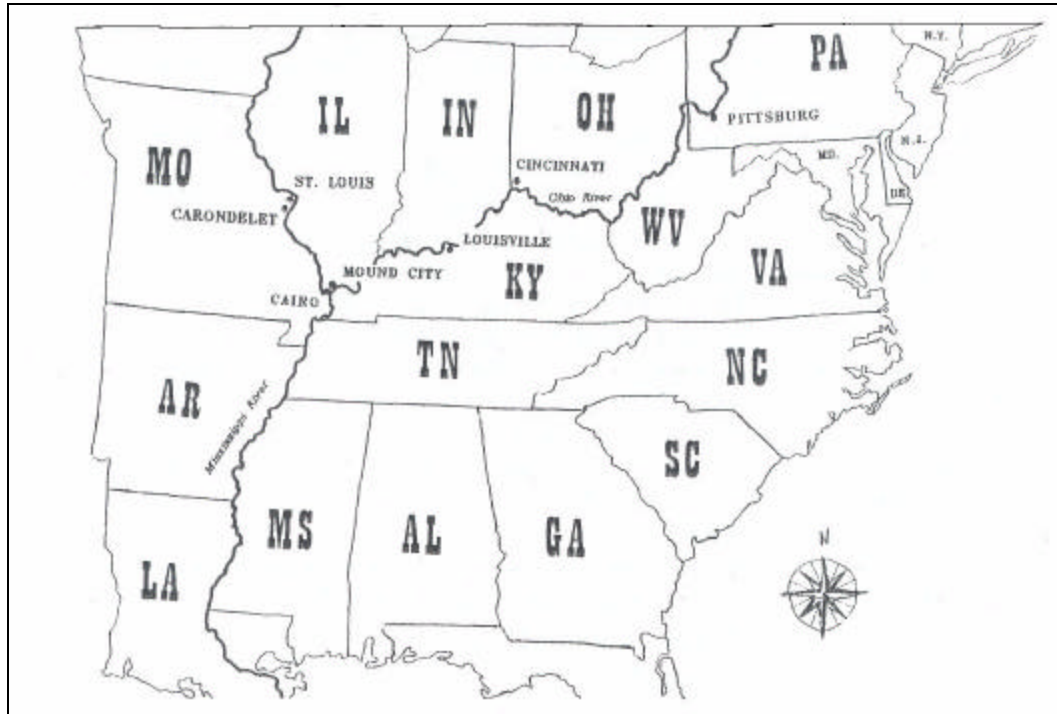 N.Y.
PA
IL
IN
OH
PITTSBURG
MO
N.J.
MD.
CINCINNATI
ST. LOUIS
DE
Ohio River
CARONDELET
WV
LOUISVILLE
VA
MOUND CITY
KY
CAIRO
TN
NC
AR
Mississippi River
SC
MS
AL
GA
N
LA